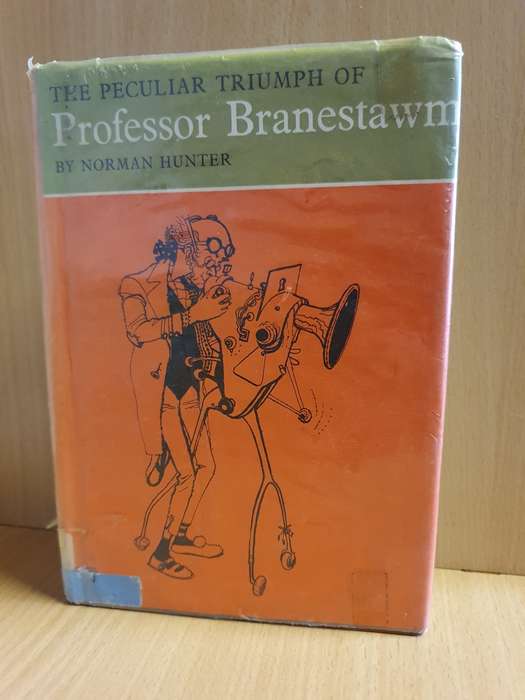 THE PECULIAR TRIUMPH OF
Professor Branestawm
BY NORMAN HUNTER